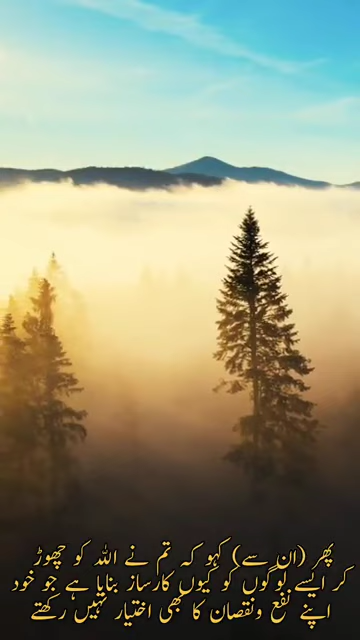 پھر (ان سے) کہو کہ تم نے اللہ کو چھوڑ
کر ایسے لوگوں کو کیوں کارساز بنایا ہے جو خود
اپنے نفع ونقصان کا بھی اختیار نہیں رکھتے